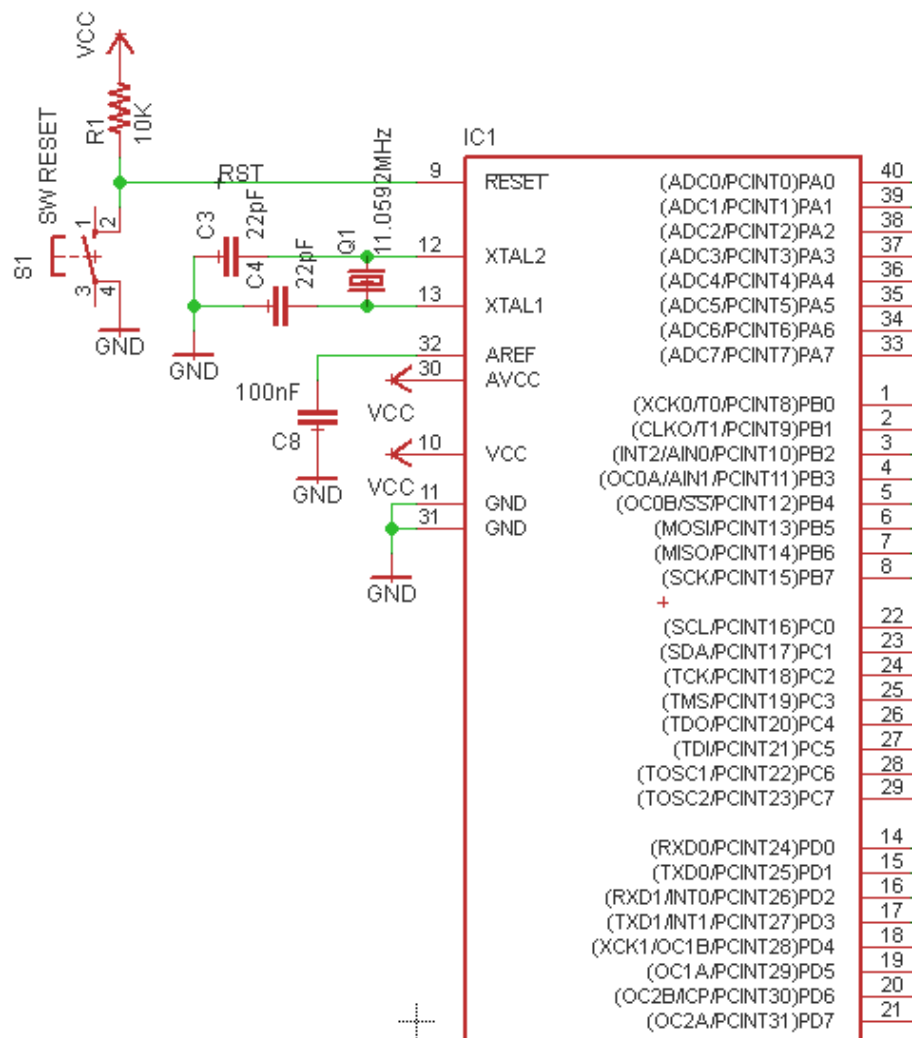 VCC
R1
10K
SW RESET
S1
1
2
3
4
GND
RST
C3
22pF
C4
22pF
Q1
11.0592MHz
GND
100nF
C8
GND
VCC
VCC
GND
IC1
9 RESET
12 XTAL2
13 XTAL1
32 AREF
30 AVCC
10 VCC
11 GND
31 GND
(ADC0/PCINT0)PA0 40
(ADC1/PCINT1)PA1 39
(ADC2/PCINT2)PA2 38
(ADC3/PCINT3)PA3 37
(ADC4/PCINT4)PA4 36
(ADC5/PCINT5)PA5 35
(ADC6/PCINT6)PA6 34
(ADC7/PCINT7)PA7 33
(XCK0/T0/PCINT8)PB0 1
(CLKO/T1/PCINT9)PB1 2
(INT2/AIN0/PCINT10)PB2 3
(OC0A/AIN1/PCINT11)PB3 4
(OC0B/SS/PCINT12)PB4 5
(MOSI/PCINT13)PB5 6
(MISO/PCINT14)PB6 7
(SCK/PCINT15)PB7 8
(SCL/PCINT16)PC0 22
(SDA/PCINT17)PC1 23
(TCK/PCINT18)PC2 24
(TMS/PCINT19)PC3 25
(TDO/PCINT20)PC4 26
(TDI/PCINT21)PC5 27
(TOSC1/PCINT22)PC6 28
(TOSC2/PCINT23)PC7 29
(RXD0/PCINT24)PD0 14
(TXD0/PCINT25)PD1 15
(RXD1/INT0/PCINT26)PD2 16
(TXD1/INT1/PCINT27)PD3 17
(XCK1/OC1B/PCINT28)PD4 18
(OC1A/PCINT29)PD5 19
(OC2B/ICP/PCINT30)PD6 20
(OC2A/PCINT31)PD7 21